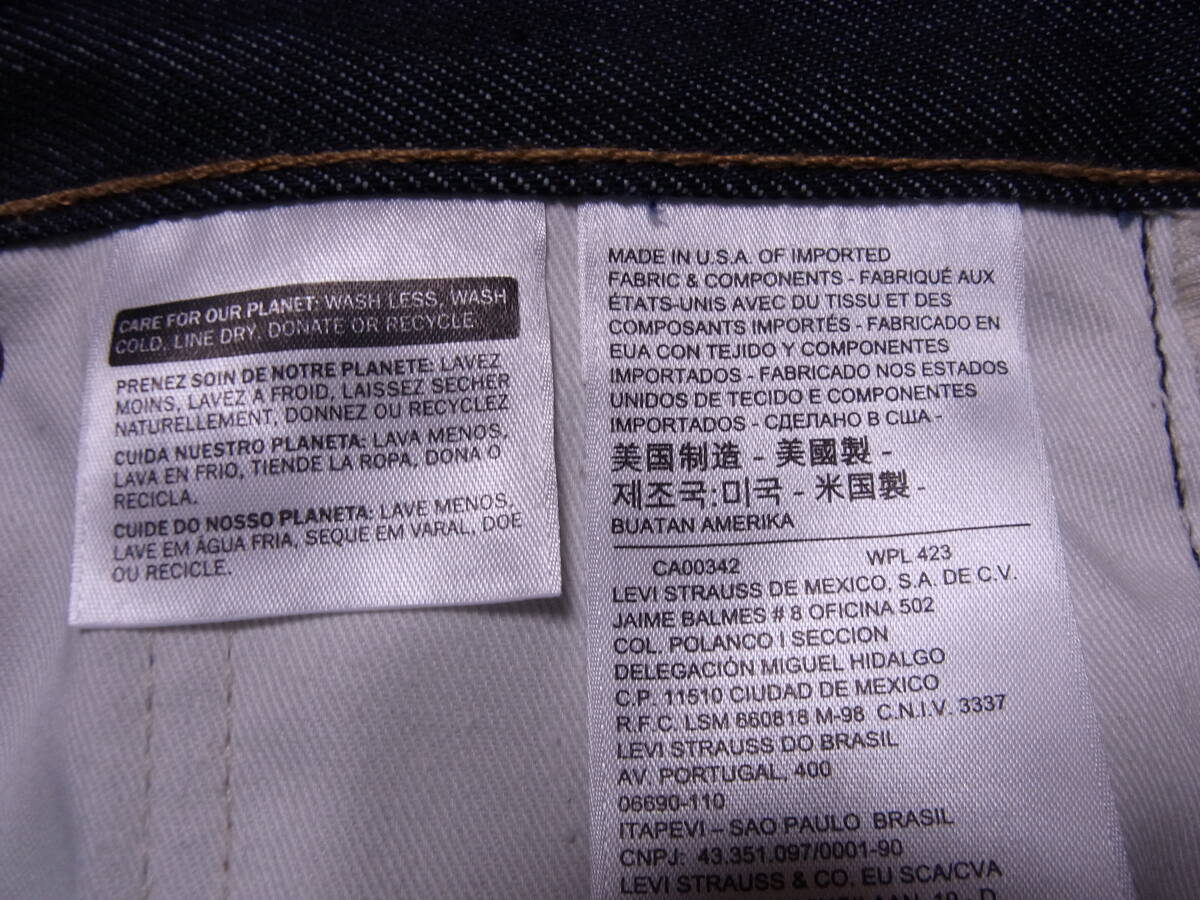 CARE FOR OUR PLANET: WASH LESS, WASH
COLD, LINE DRY, DONATE OR RECYCLE
PRENEZ SOIN DE NOTRE PLANETE: LAVEZ
MOINS, LAVEZ À FROID, LAISSEZ SÉCHER
NATURELLEMENT, DONNEZ OU RECYCLEZ
CUIDA NUESTRO PLANETA: LAVA MENOS,
LAVA EN FRIO, TIENDE LA ROPA, DONA O
RECICLA.
CUIDE DO NOSSO PLANETA: LAVE MENOS,
LAVE EM ÁGUA FRIA, SEQUE EM VARAL, DOE
OU RECICLE.
MADE IN U.S.A. OF IMPORTED
FABRIC & COMPONENTS - FABRIQUÉ AUX
ÉTATS-UNIS AVEC DU TISSU ET DES
COMPOSANTS IMPORTÉS - FABRICADO EN
EUA CON TEJIDO Y COMPONENTES
IMPORTADOS - FABRICADO NOS ESTADOS
UNIDOS DE TECIDO E COMPONENTES
IMPORTADOS - СДЕЛАНО В США -
美国制造 - 美國製 -
제조국:미국 - 米国製 -
BUATAN AMERIKA
CA00342 WPL 423
LEVI STRAUSS DE MEXICO, S.A. DE C.V.
JAIME BALMES # 8 OFICINA 502
COL. POLANCO I SECCION
DELEGACIÓN MIGUEL HIDALGO
C.P. 11510 CIUDAD DE MEXICO
R.F.C. LSM 660818 M-98 C.N.I.V. 3337
LEVI STRAUSS DO BRASIL
AV. PORTUGAL, 400
06690-110
ITAPEVI – SAO PAULO BRASIL
CNPJ: 43.351.097/0001-90
LEVI STRAUSS & CO. EU SCA/CVA